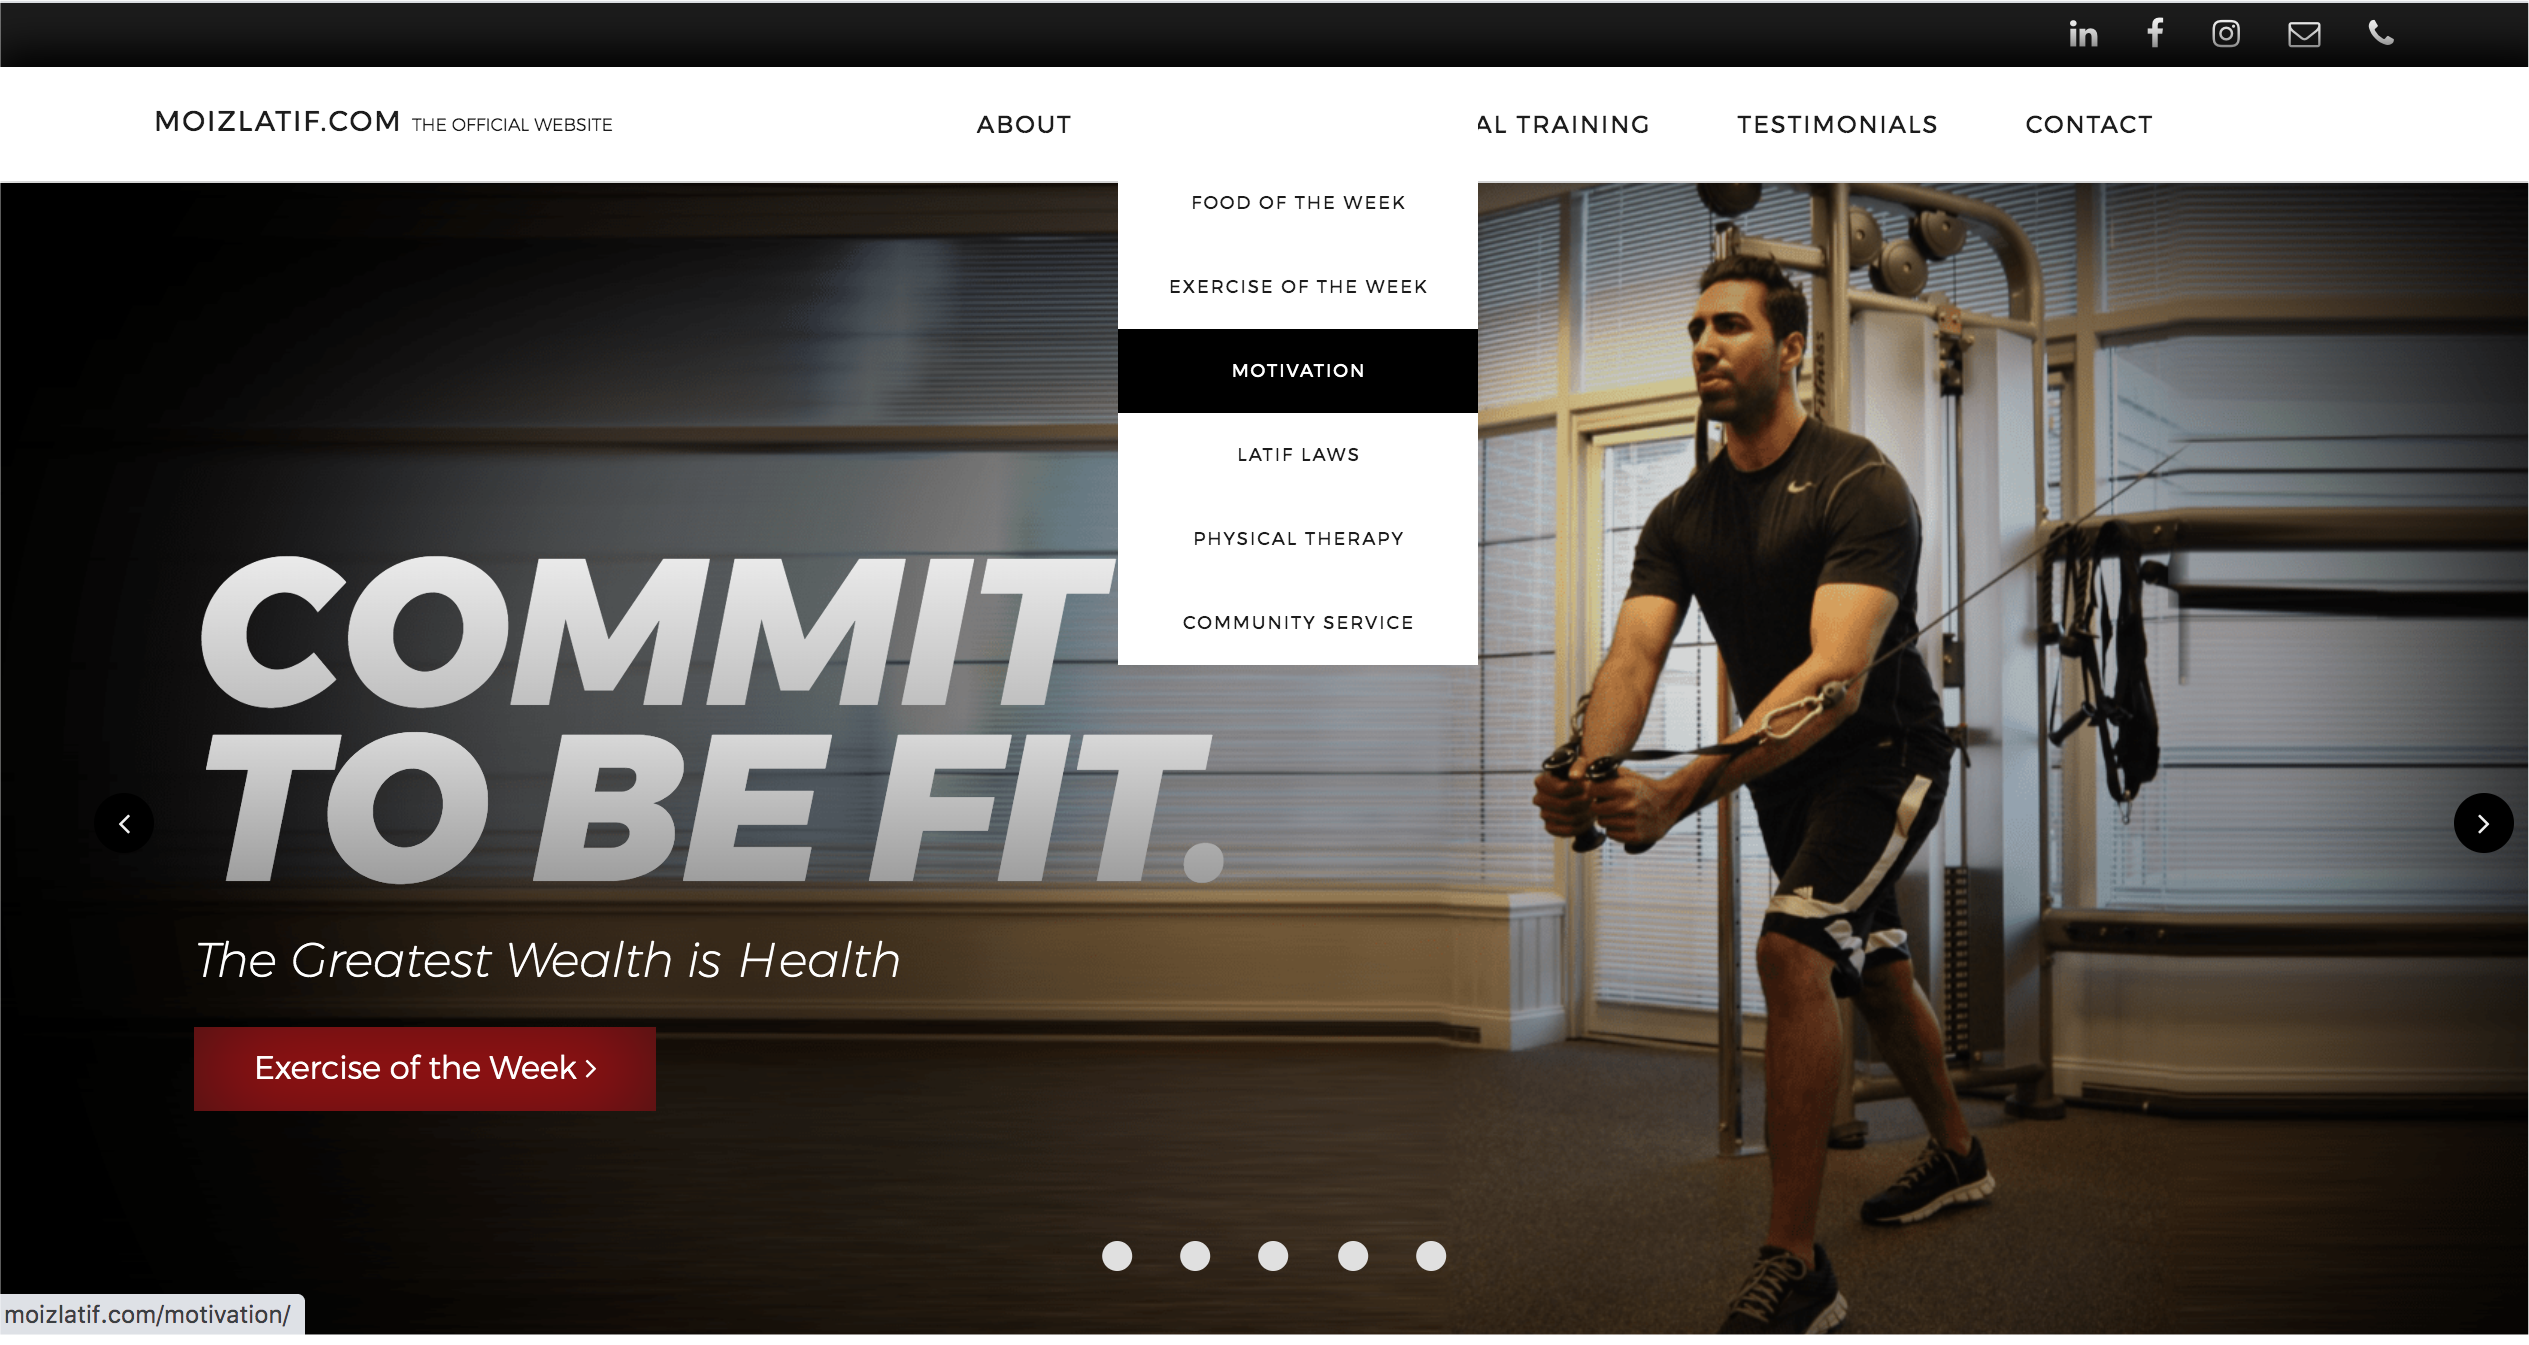 MOIZLATIF.COM THE OFFICIAL WEBSITE
ABOUT
AL TRAINING
TESTIMONIALS
CONTACT
FOOD OF THE WEEK
EXERCISE OF THE WEEK
MOTIVATION
LATIF LAWS
PHYSICAL THERAPY
COMMUNITY SERVICE
COMMIT
TO BE FIT.
The Greatest Wealth is Health
Exercise of the Week >
moizlatif.com/motivation/